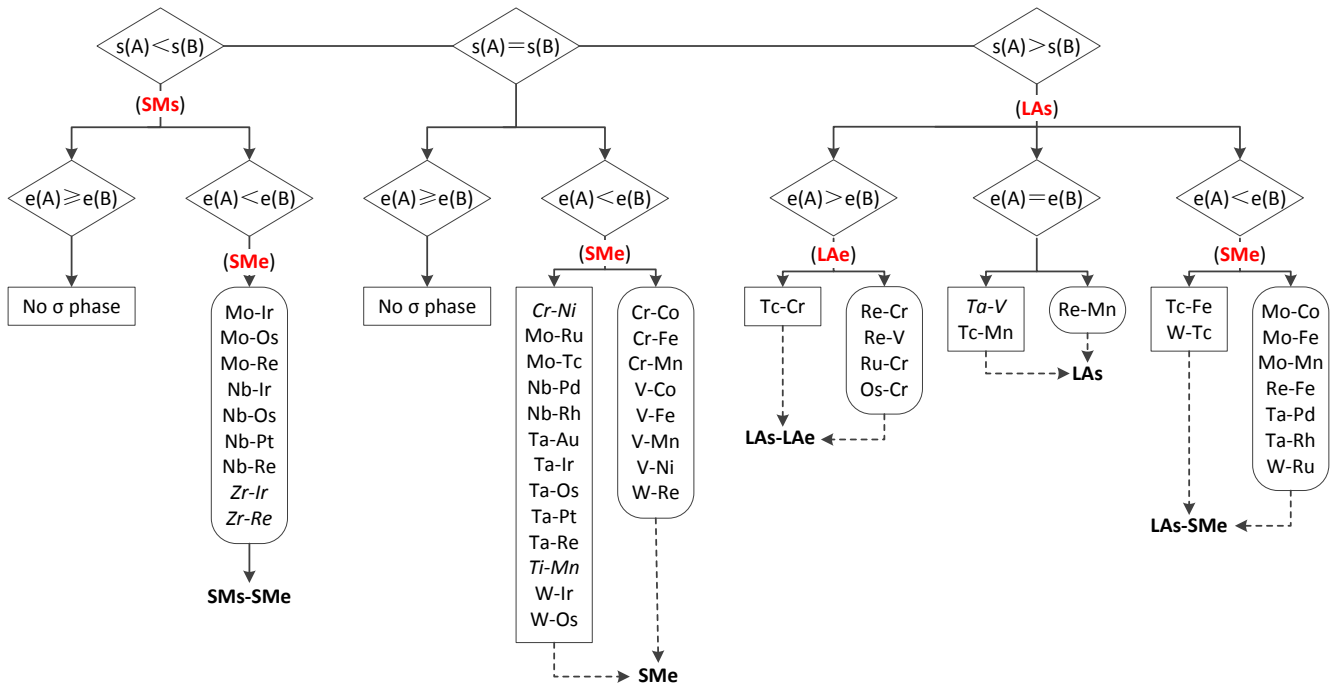 s(A)<s(B)
s(A)=s(B)
s(A)>s(B)
(SMs)
(LAs)
e(A)⩾e(B)
e(A)<e(B)
e(A)⩾e(B)
e(A)<e(B)
e(A)>e(B)
e(A)=e(B)
e(A)<e(B)
(SMe)
(SMe)
(LAe)
(SMe)
No σ phase
Mo-Ir
Mo-Os
Mo-Re
Nb-Ir
Nb-Os
Nb-Pt
Nb-Re
Zr-Ir
Zr-Re
SMs-SMe
No σ phase
Cr-Ni
Mo-Ru
Mo-Tc
Nb-Pd
Nb-Rh
Ta-Au
Ta-Ir
Ta-Os
Ta-Pt
Ta-Re
Ti-Mn
W-Ir
W-Os
Cr-Co
Cr-Fe
Cr-Mn
V-Co
V-Fe
V-Mn
V-Ni
W-Re
SMe
Tc-Cr
Re-Cr
Re-V
Ru-Cr
Os-Cr
LAs-LAe
Ta-V
Tc-Mn
Re-Mn
LAs
Tc-Fe
W-Tc
Mo-Co
Mo-Fe
Mo-Mn
Re-Fe
Ta-Pd
Ta-Rh
W-Ru
LAs-SMe